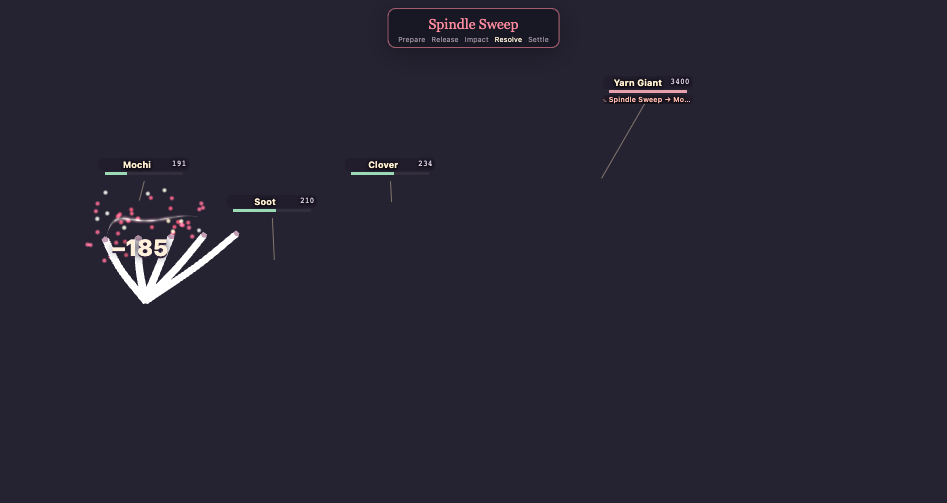 Spindle Sweep
Prepare Release Impact Resolve Settle
Yarn Giant 3400
Spindle Sweep → Mo...
Mochi 191
Clover 234
Soot 210
−185